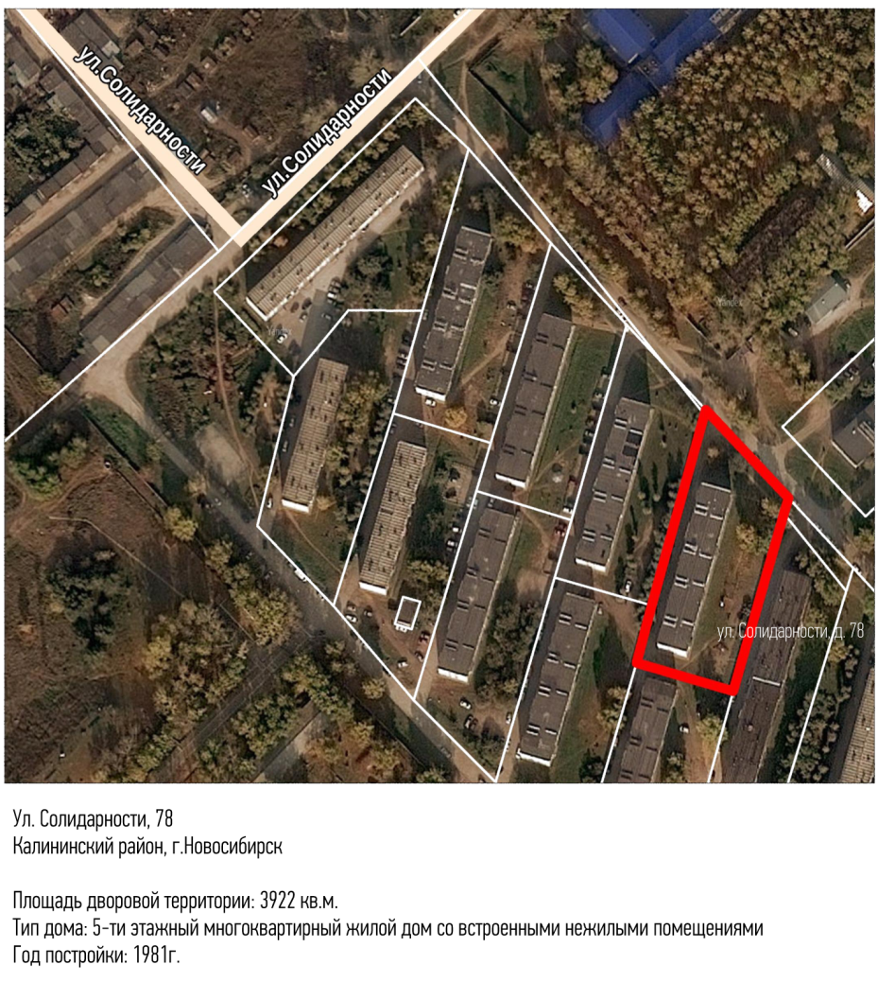 ул.Солидарности
ул.Солидарности
ул. Солидарности, д. 78
Ул. Солидарности, 78
Калининский район, г.Новосибирск
Площадь дворовой территории: 3922 кв.м.
Тип дома: 5-ти этажный многоквартирный жилой дом со встроенными нежилыми помещениями
Год постройки: 1981г.